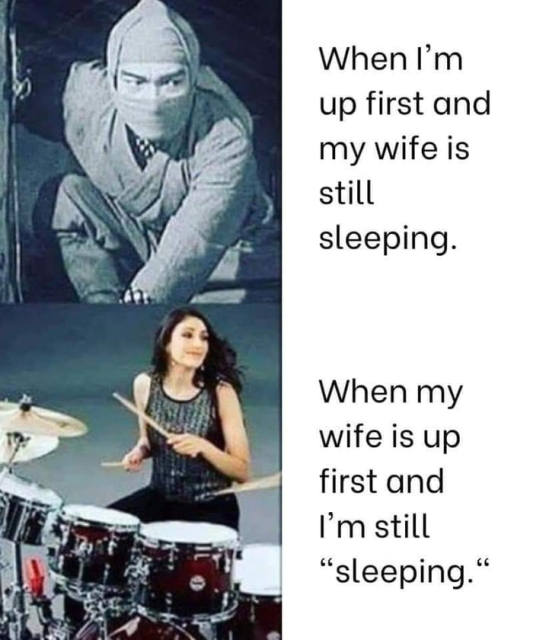 When I’m
up first and
my wife is
still
sleeping.
When my
wife is up
first and
I’m still
“sleeping.“